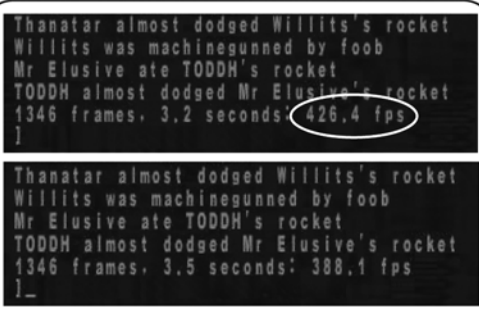 Thanatar almost dodged Willits's rocket
Willits was machinegunned by foob
Mr Elusive ate TODDH's rocket
TODDH almost dodged Mr Elusive's rocket
1346 frames, 3.2 seconds: 426.4 fps
]
Thanatar almost dodged Willits's rocket
Willits was machinegunned by foob
Mr Elusive ate TODDH's rocket
TODDH almost dodged Mr Elusive's rocket
1346 frames, 3.5 seconds: 388.1 fps
]_